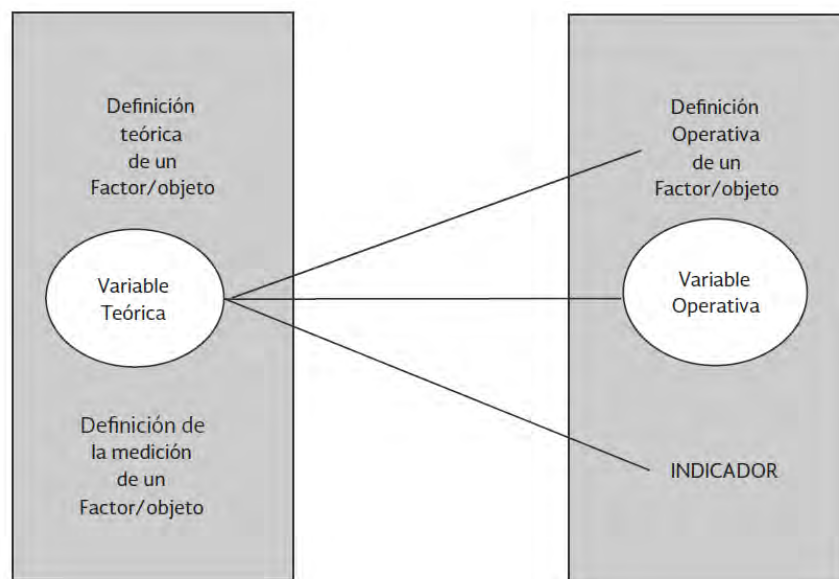 Definición
teórica
de un
Factor/objeto
Variable
Teórica
Definición de
la medición
de un
Factor/objeto
Definición
Operativa
de un
Factor/objeto
Variable
Operativa
INDICADOR